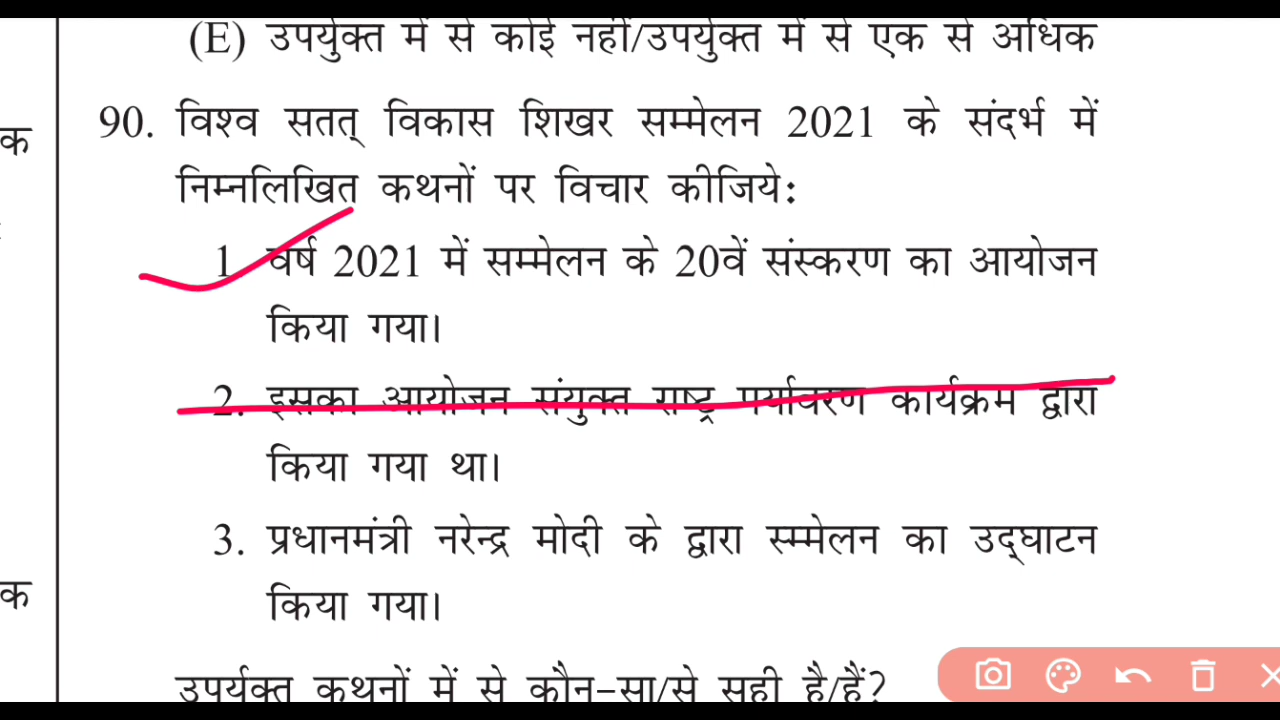 (E) उपर्युक्त में से कोई नहीं/उपर्युक्त में से एक से अधिक
90. विश्व सतत् विकास शिखर सम्मेलन 2021 के संदर्भ में
क
निम्नलिखित कथनों पर विचार कीजिये:
1 वर्ष 2021 में सम्मेलन के 20वें संस्करण का आयोजन
किया गया।
2. इसका आयोजन संयुक्त राष्ट्र पर्यावरण कार्यक्रम द्वारा
किया गया था।
3. प्रधानमंत्री नरेन्द्र मोदी के द्वारा स्म्मेलन का उद्घाटन
किया गया।
क
उपर्यक्त कथनों में से कौन-सा/से सही है/हैं?